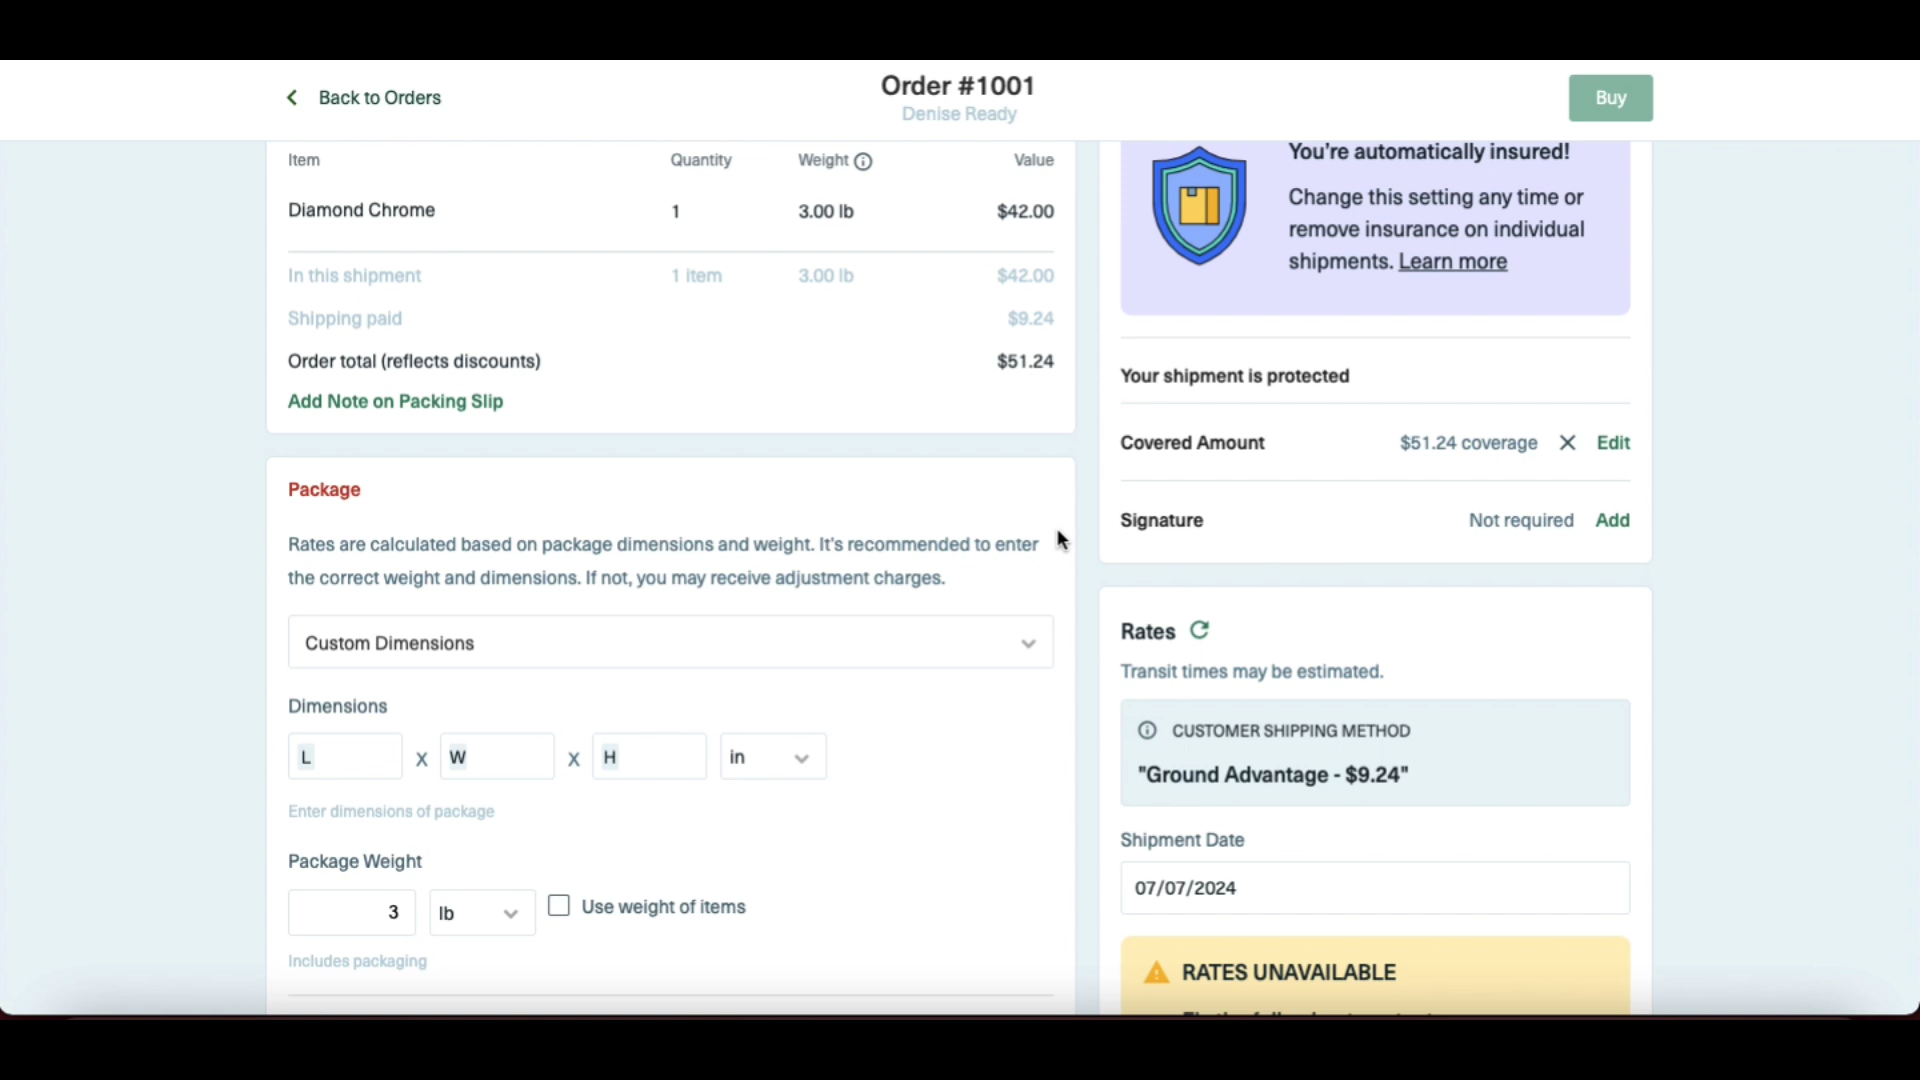 Back to Orders
Order #1001
Denise Ready
Buy
Item Quantity Weight Value
Diamond Chrome 1 3.00 lb $42.00
In this shipment 1 item 3.00 lb $42.00
Shipping paid $9.24
Order total (reflects discounts) $51.24
Add Note on Packing Slip
Package
Rates are calculated based on package dimensions and weight. It's recommended to enter
the correct weight and dimensions. If not, you may receive adjustment charges.
Custom Dimensions
Dimensions
L X W X H in
Enter dimensions of package
Package Weight
3 lb Use weight of items
Includes packaging
You're automatically insured!
Change this setting any time or
remove insurance on individual
shipments. Learn more
Your shipment is protected
Covered Amount $51.24 coverage Edit
Signature Not required Add
Rates
Transit times may be estimated.
CUSTOMER SHIPPING METHOD
"Ground Advantage - $9.24"
Shipment Date
07/07/2024
RATES UNAVAILABLE